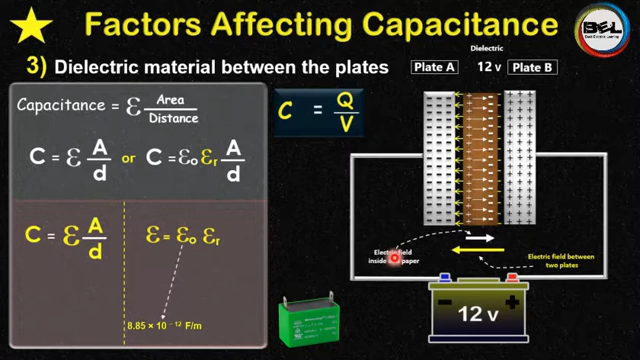 Factors Affecting Capacitance
BEL
3) Dielectric material between the plates
Dielectric
Plate A 12 v Plate B
Capacitance = ε Area / Distance
C = ε A/d or C = εo εr A/d
C = Q/V
C = ε A/d
ε = εo εr
8.85 × 10 ⁻¹² F/m
Electric field
inside paper
Electric field between
two plates
- +
12 v